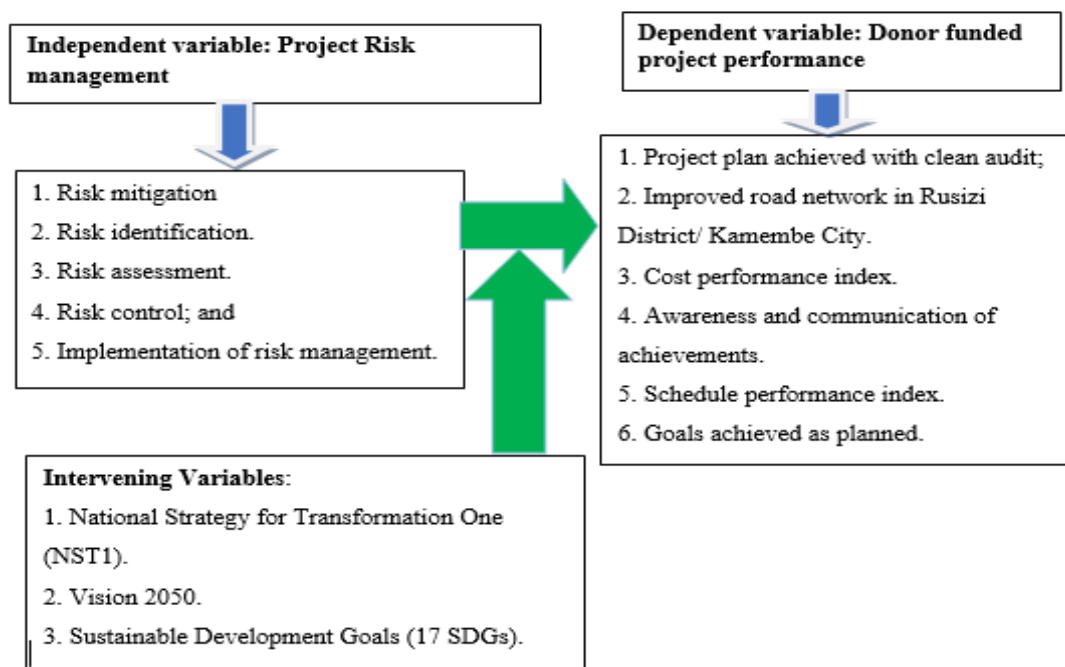 Independent variable: Project Risk
management
1. Risk mitigation
2. Risk identification.
3. Risk assessment.
4. Risk control; and
5. Implementation of risk management.
Dependent variable: Donor funded
project performance
1. Project plan achieved with clean audit;
2. Improved road network in Rusizi
District/ Kamembe City.
3. Cost performance index.
4. Awareness and communication of
achievements.
5. Schedule performance index.
6. Goals achieved as planned.
Intervening Variables:
1. National Strategy for Transformation One
(NST1).
2. Vision 2050.
3. Sustainable Development Goals (17 SDGs).